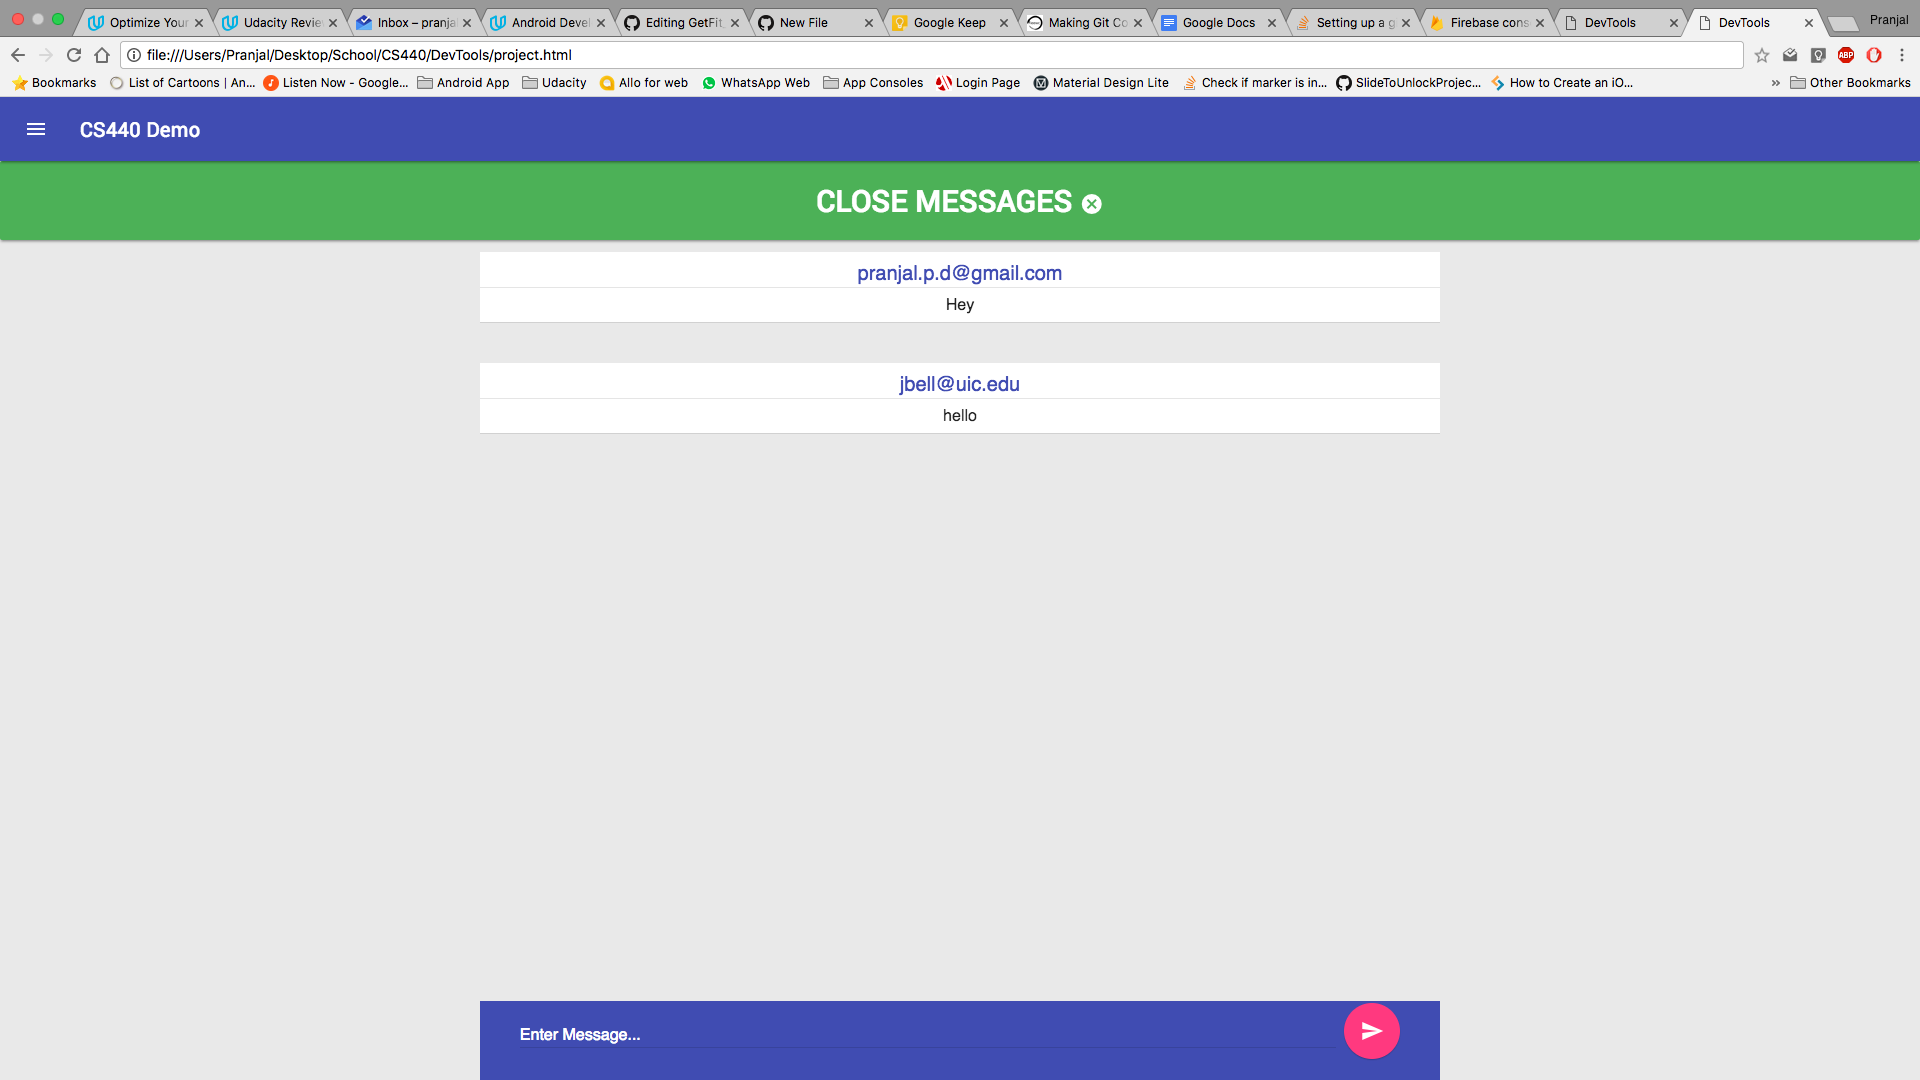 Optimize Your
Udacity Revie
Inbox – pranjal
Android Devel
Editing GetFit
New File
Google Keep
Making Git Co
Google Docs
Setting up a g
Firebase cons
DevTools
DevTools
Pranjal
file:///Users/Pranjal/Desktop/School/CS440/DevTools/project.html
ABP
Bookmarks
List of Cartoons | An...
Listen Now - Google...
Android App
Udacity
Allo for web
WhatsApp Web
App Consoles
Login Page
Material Design Lite
Check if marker is in...
SlideToUnlockProjec...
How to Create an iO...
»
Other Bookmarks
CS440 Demo
CLOSE MESSAGES
pranjal.p.d@gmail.com
Hey
jbell@uic.edu
hello
Enter Message...